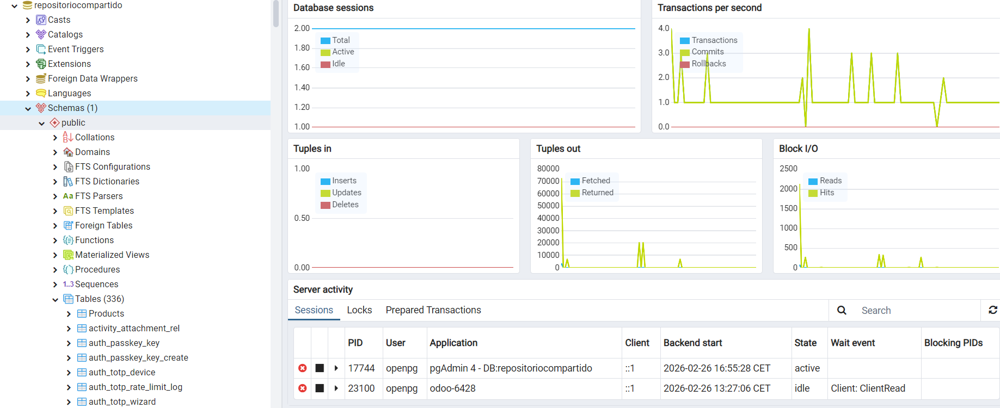 repositoriocompartido
Casts
Catalogs
Event Triggers
Extensions
Foreign Data Wrappers
Languages
Schemas (1)
public
Collations
Domains
FTS Configurations
FTS Dictionaries
Aa FTS Parsers
FTS Templates
Foreign Tables
Functions
Materialized Views
Procedures
1..3 Sequences
Tables (336)
Products
activity_attachment_rel
auth_passkey_key
auth_passkey_key_create
auth_totp_device
auth_totp_rate_limit_log
auth_totp_wizard
Database sessions
2.00
1.80
1.60
1.40
1.20
1.00
Total
Active
Idle
Transactions per second
4.0
3.0
2.0
1.0
0.0
Transactions
Commits
Rollbacks
Tuples in
1.00
0.50
0.00
Inserts
Updates
Deletes
Tuples out
80000
70000
60000
50000
40000
30000
20000
10000
0
Fetched
Returned
Block I/O
2500
2000
1500
1000
500
0
Reads
Hits
Server activity
Sessions Locks Prepared Transactions Search
PID User Application Client Backend start State Wait event Blocking PIDs
17744 openpg pgAdmin 4 - DB:repositoriocompartido ::1 2026-02-26 16:55:28 CET active
23100 openpg odoo-6428 ::1 2026-02-26 13:27:06 CET idle Client: ClientRead